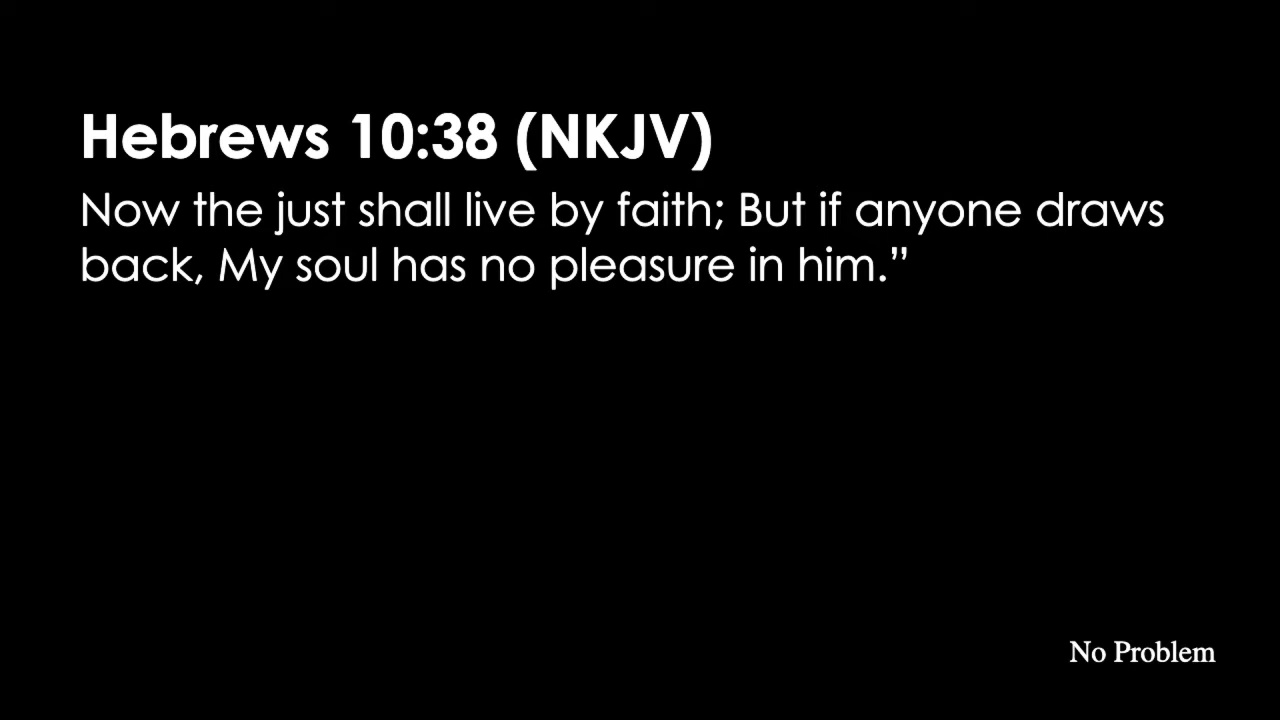 Hebrews 10:38 (NKJV)
Now the just shall live by faith; But if anyone draws
back, My soul has no pleasure in him.”
No Problem